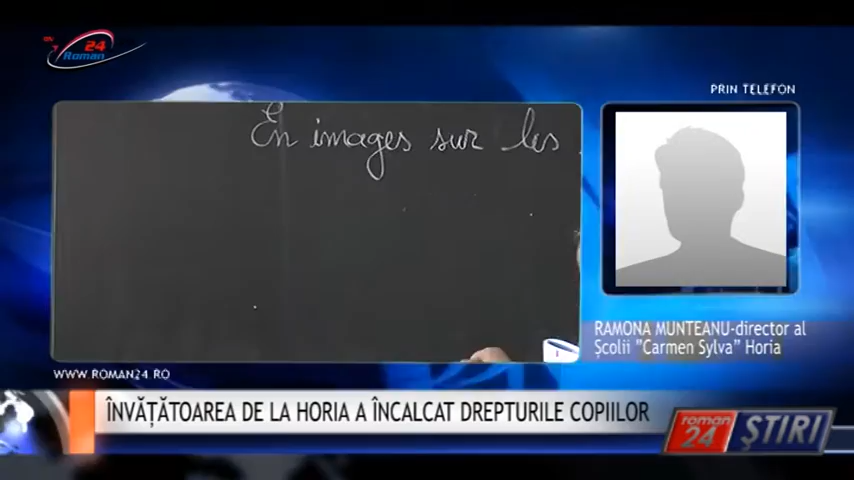 24
Roman
PRIN TELEFON
En images sur les
RAMONA MUNTEANU-director al
Școlii "Carmen Sylva" Horia
WWW.ROMAN24.RO
ÎNVĂȚĂTOAREA DE LA HORIA A ÎNCALCAT DREPTURILE COPIILOR
roman
24
ȘTIRI